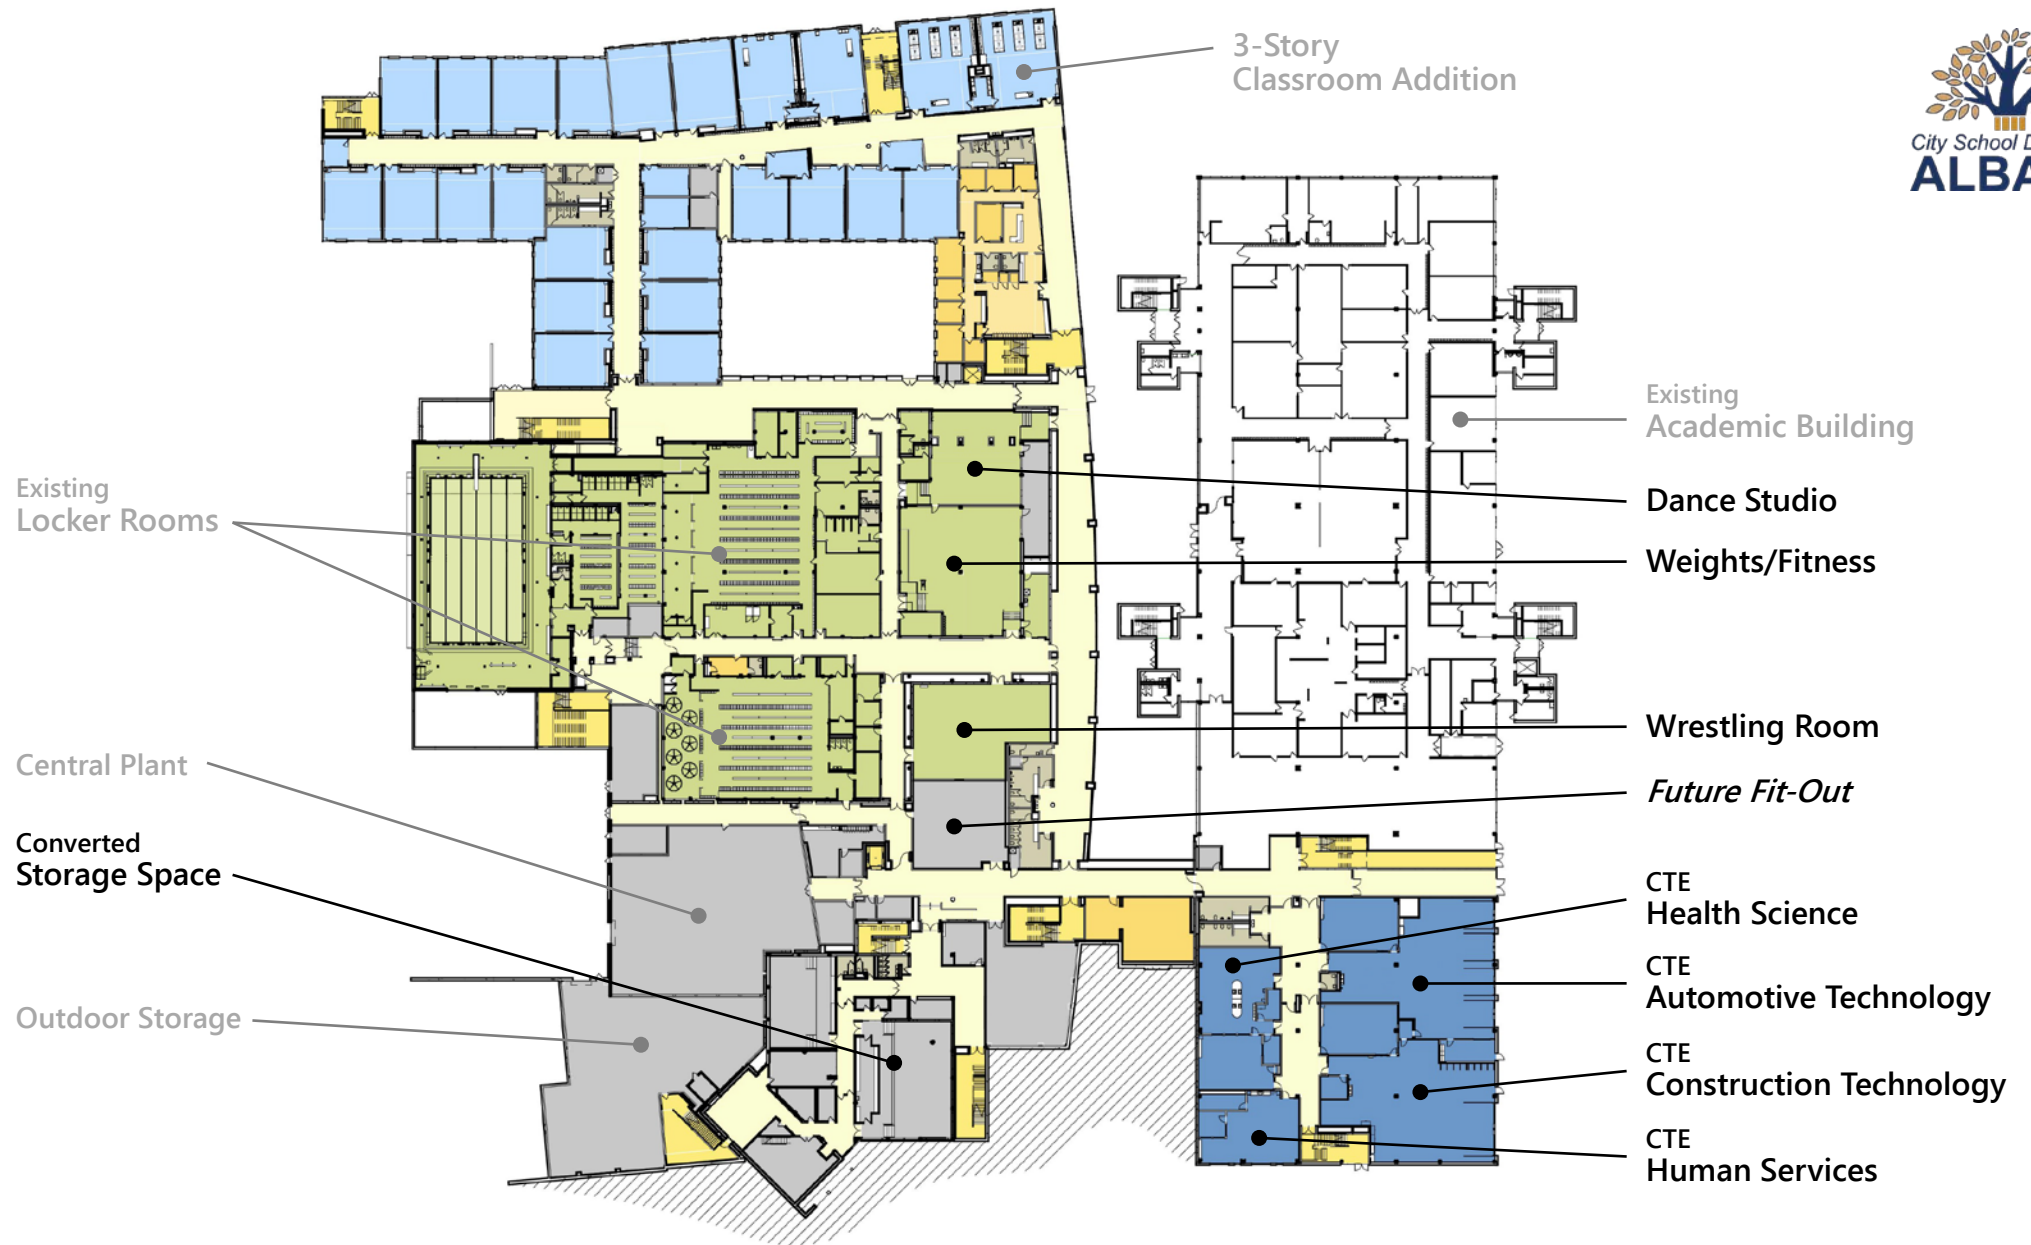 3-Story
Classroom Addition
City School
ALBA
Existing
Academic Building
Existing
Locker Rooms
Dance Studio
Weights/Fitness
Wrestling Room
Central Plant
Future Fit-Out
Converted
Storage Space
CTE
Health Science
CTE
Automotive Technology
Outdoor Storage
CTE
Construction Technology
CTE
Human Services